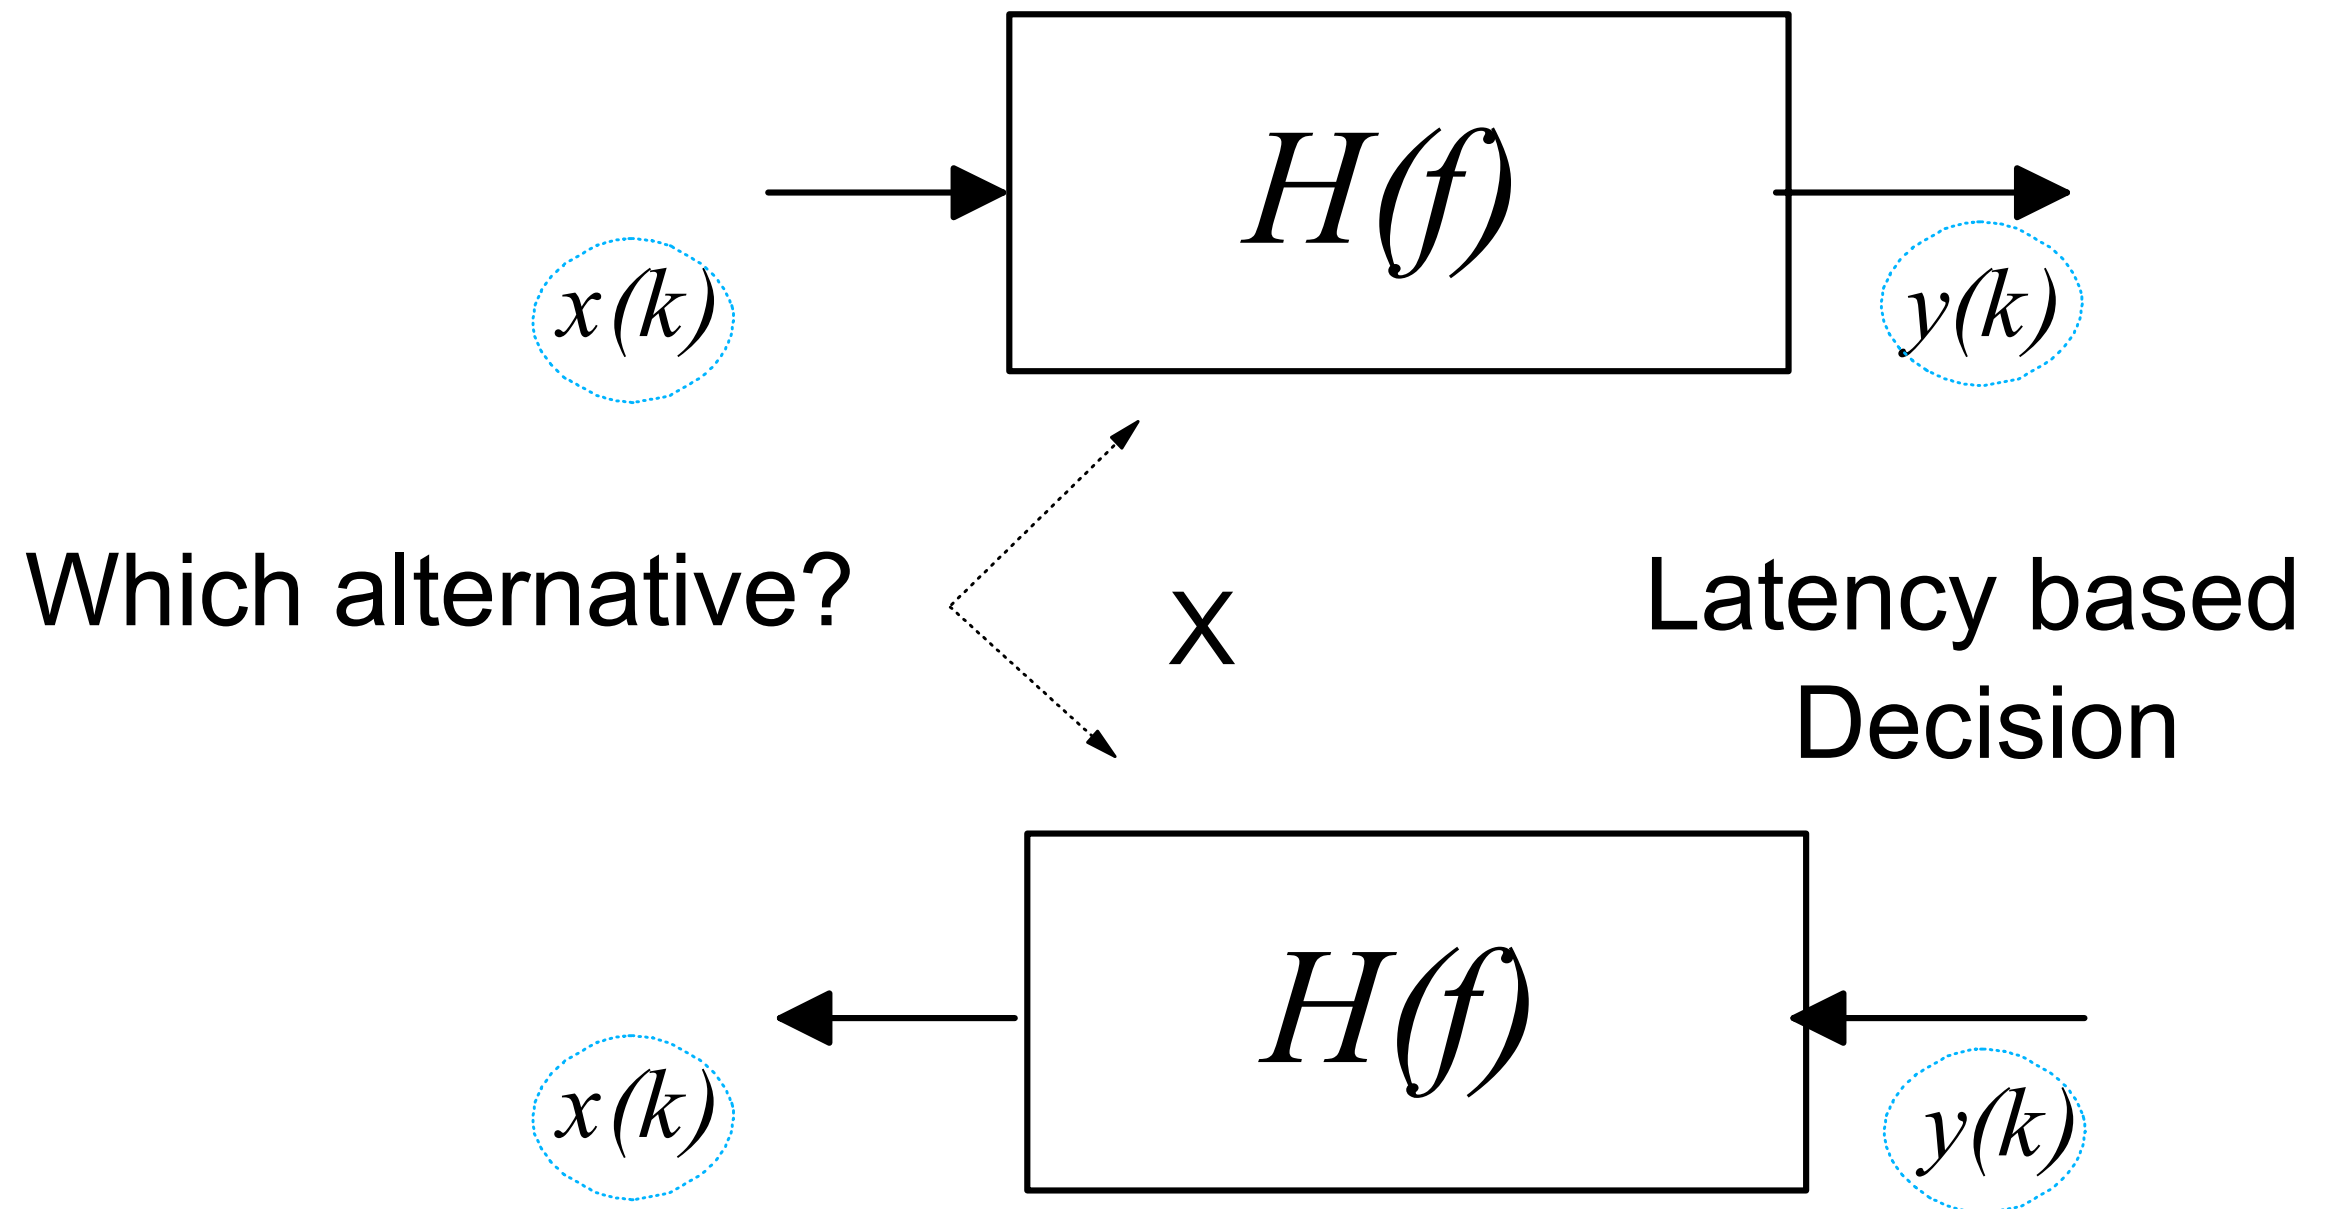 H(f)
x(k)
y(k)
Which alternative?
X
Latency based
Decision
H(f)
x(k)
y(k)